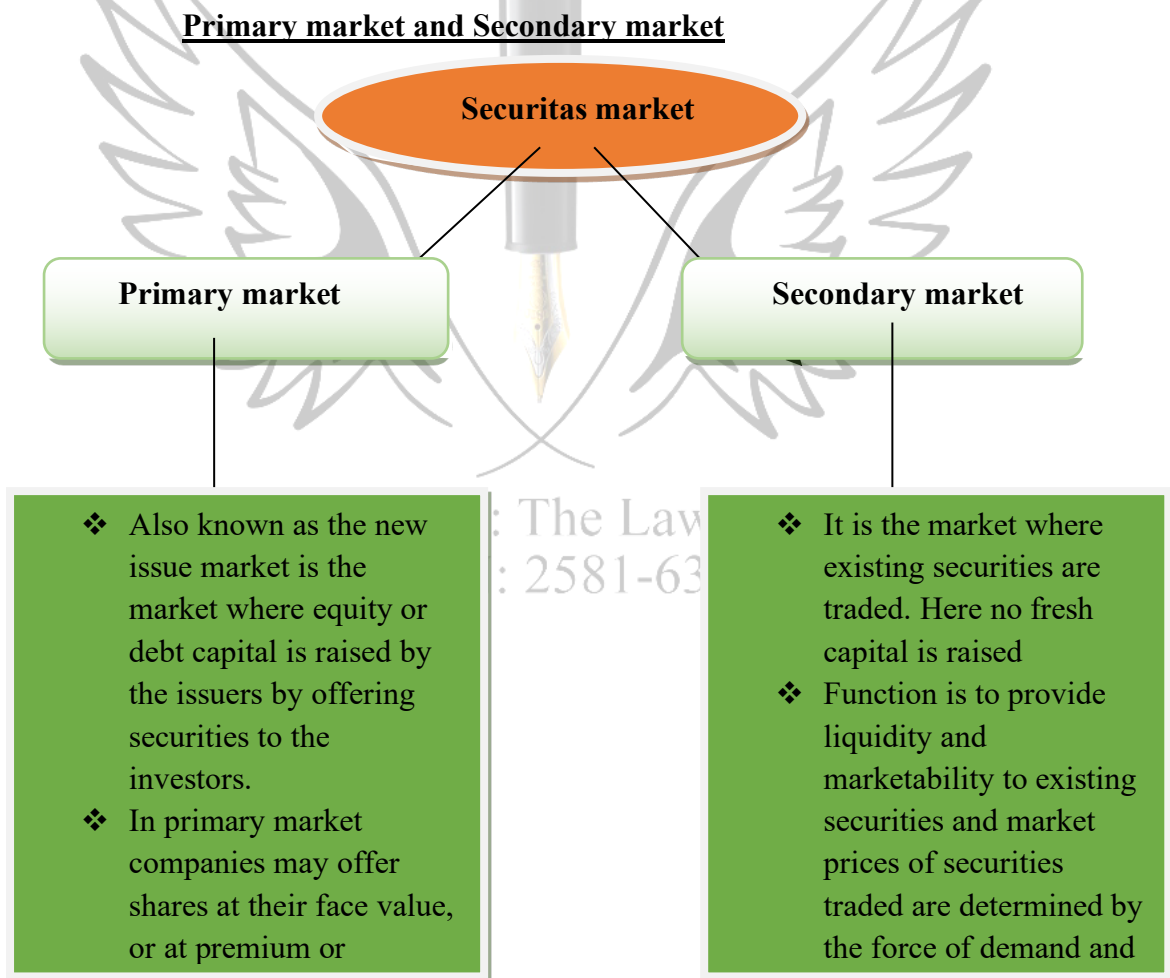 Primary market and Secondary market
Securitas market
Primary market
Secondary market
❖ Also known as the new
issue market is the
market where equity or
debt capital is raised by
the issuers by offering
securities to the
investors.
❖ In primary market
companies may offer
shares at their face value,
or at premium or
: The Law
: 2581-63
❖ It is the market where
existing securities are
traded. Here no fresh
capital is raised
❖ Function is to provide
liquidity and
marketability to existing
securities and market
prices of securities
traded are determined by
the force of demand and